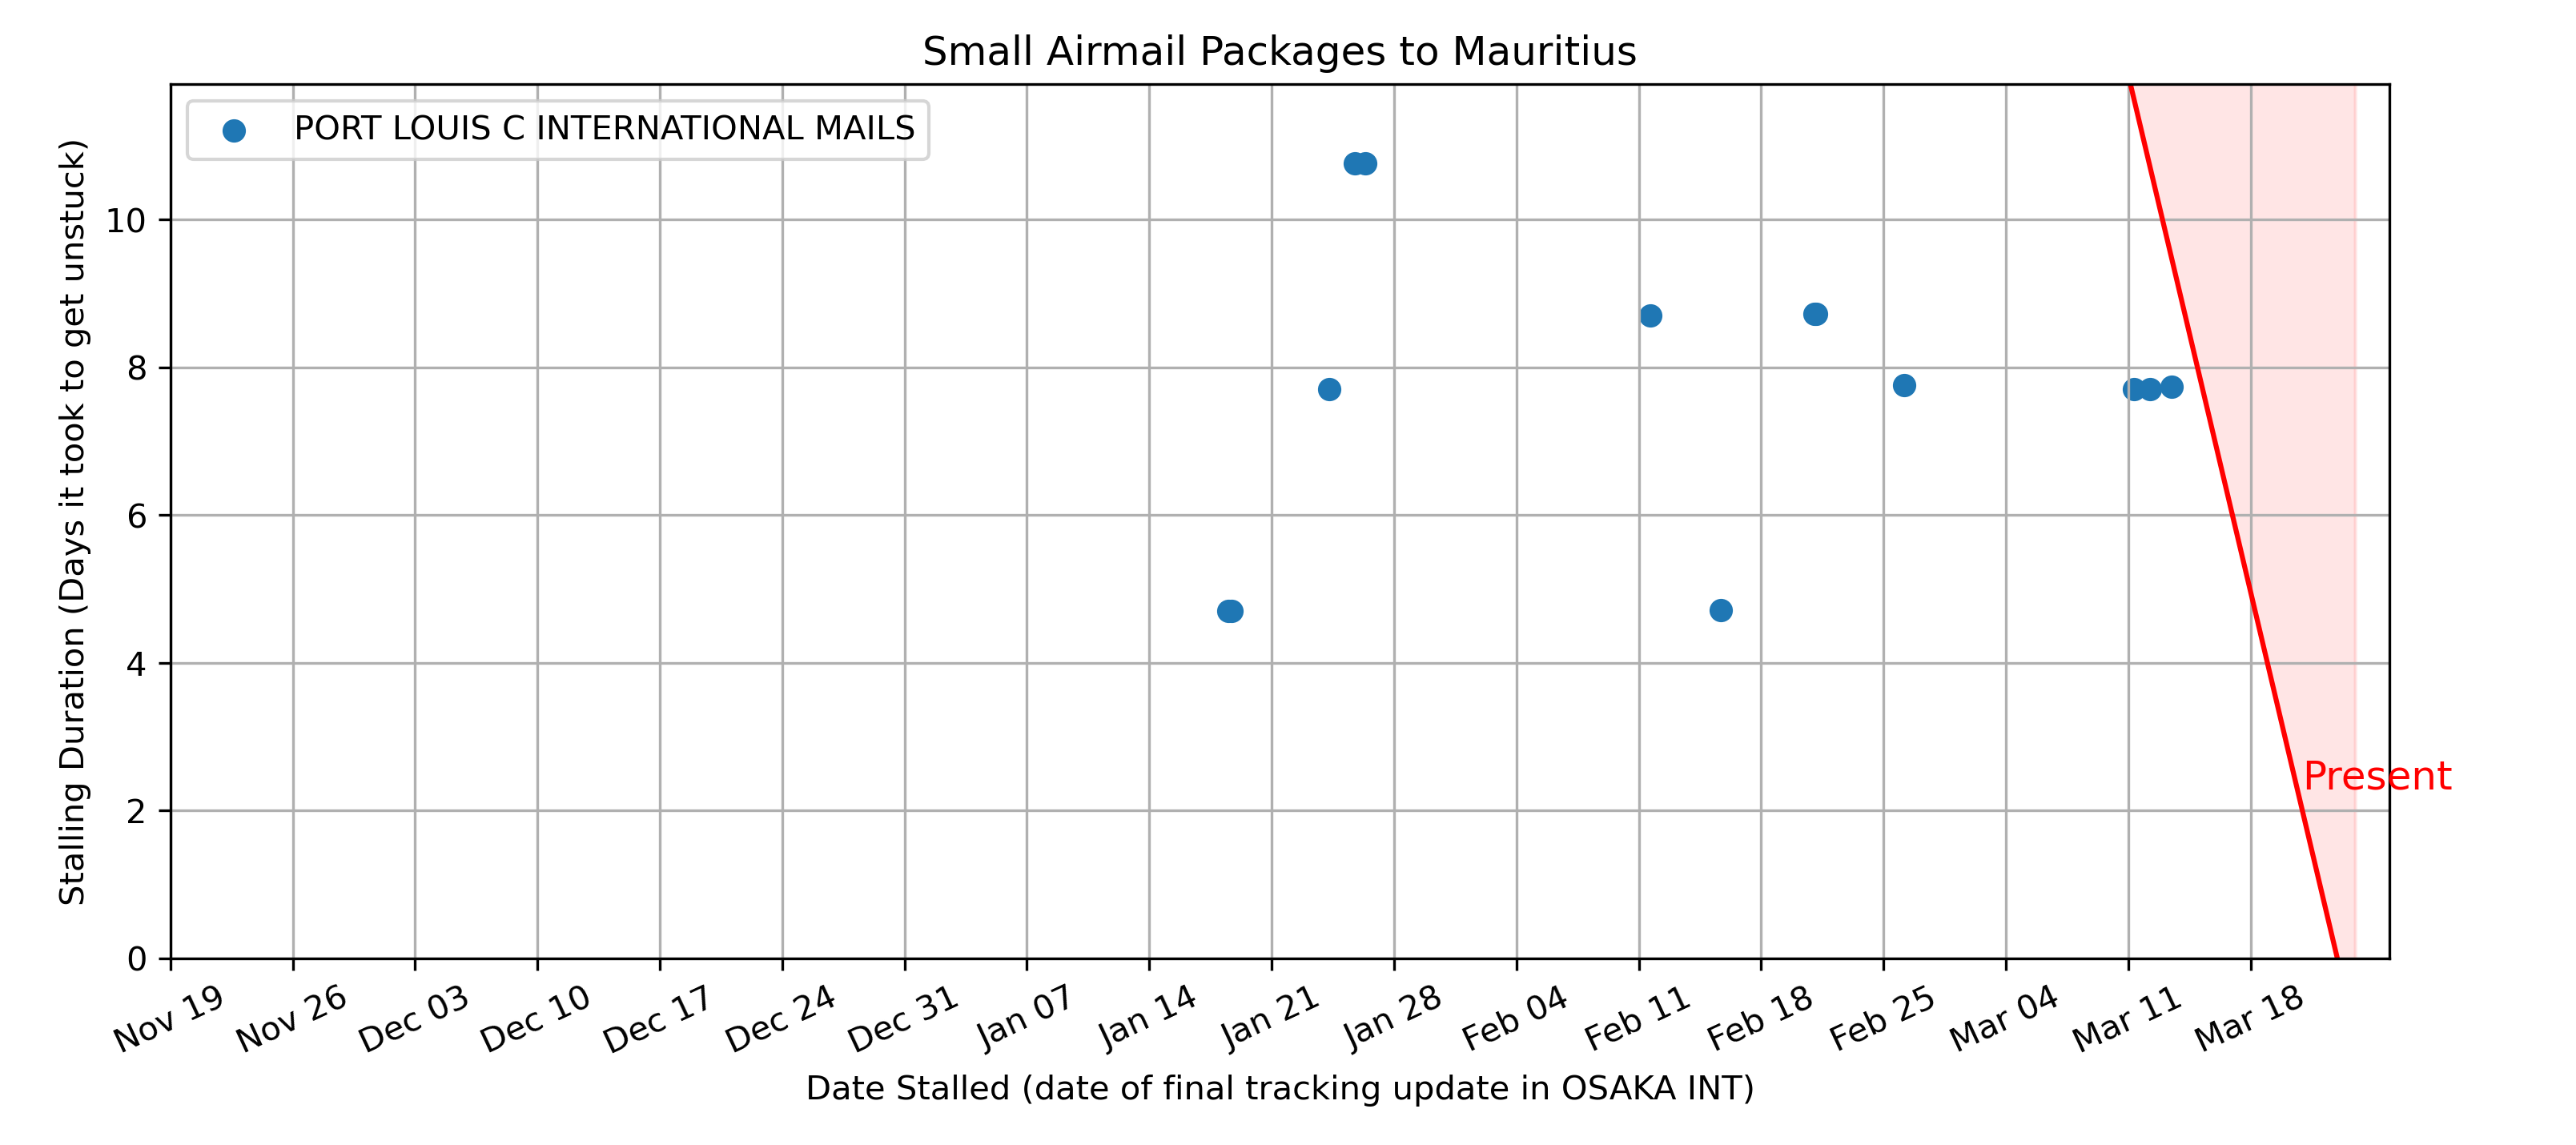 Small Airmail Packages to Mauritius
PORT LOUIS C INTERNATIONAL MAILS
Stalling Duration (Days it took to get unstuck)
10
8
6
4
2
0
Present
Nov 19
Nov 26
Dec 03
Dec 10
Dec 17
Dec 24
Dec 31
Jan 07
Jan 14
Jan 21
Jan 28
Feb 04
Feb 11
Feb 18
Feb 25
Mar 04
Mar 11
Mar 18
Date Stalled (date of final tracking update in OSAKA INT)